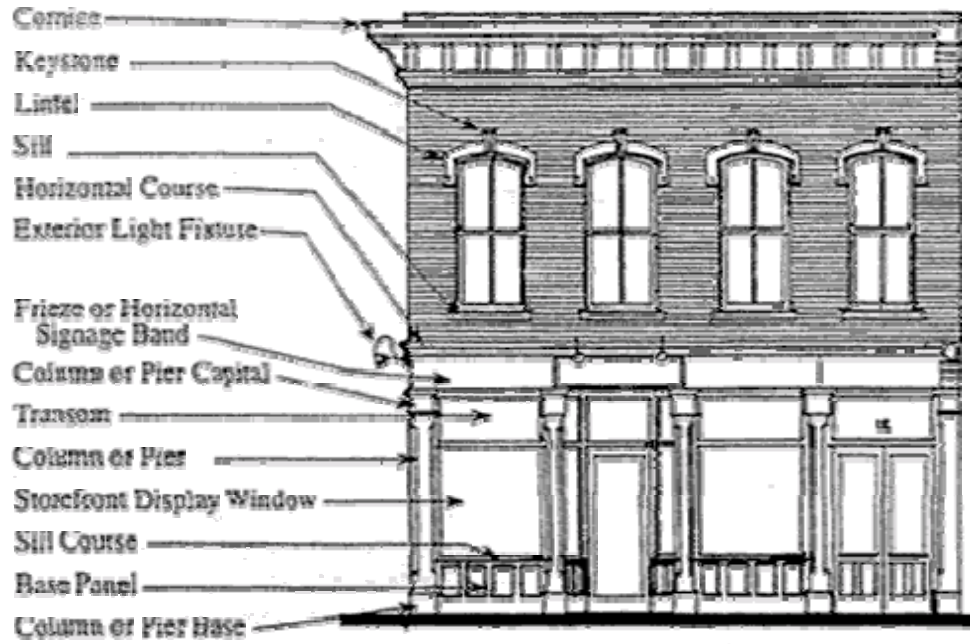 Cornice
Keystone
Lintel
Sill
Horizontal Course
Exterior Light Fixture
Frieze or Horizontal
Signage Band
Column or Pier Capital
Transom
Column or Pier
Storefront Display Window
Sill Course
Base Panel
Column or Pier Base